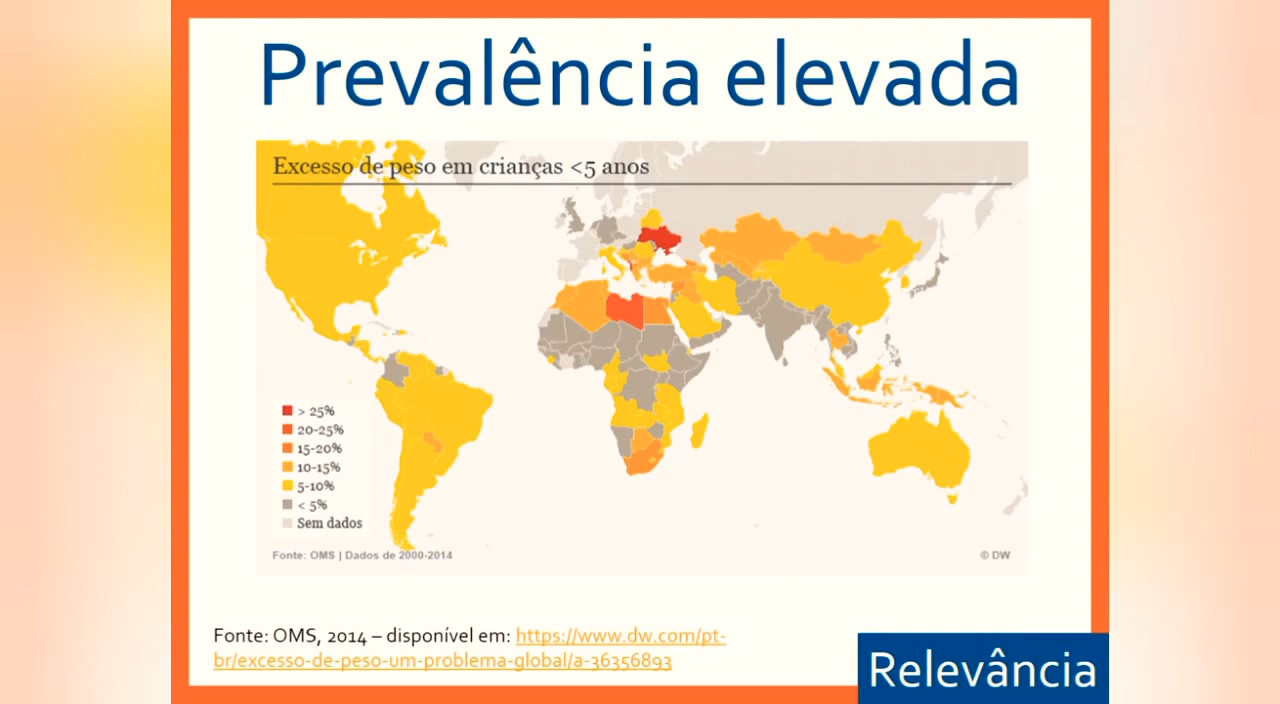 Prevalência elevada
Excesso de peso em crianças <5 anos
> 25%
20-25%
15-20%
10-15%
5-10%
< 5%
Sem dados
Fonte: OMS | Dados de 2000-2014
© DW
Fonte: OMS, 2014 – disponível em: https://www.dw.com/pt-
br/excesso-de-peso-um-problema-global/a-36356893
Relevância